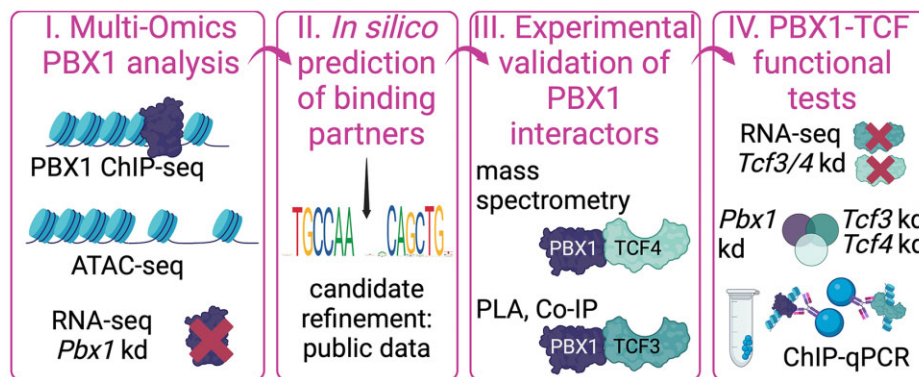 I. Multi-Omics
PBX1 analysis
PBX1 ChIP-seq
ATAC-seq
RNA-seq
Pbx1 kd
II. In silico
prediction
of binding
partners
TGCCAA CAGCTG
candidate
refinement:
public data
III. Experimental
validation of
PBX1
interactors
mass
spectrometry
PBX1 TCF4
PLA, Co-IP
PBX1 TCF3
IV. PBX1-TCF
functional
tests
RNA-seq
Tcf3/4 kd
Pbx1 Tcf3 kd
kd Tcf4 kd
ChIP-qPCR